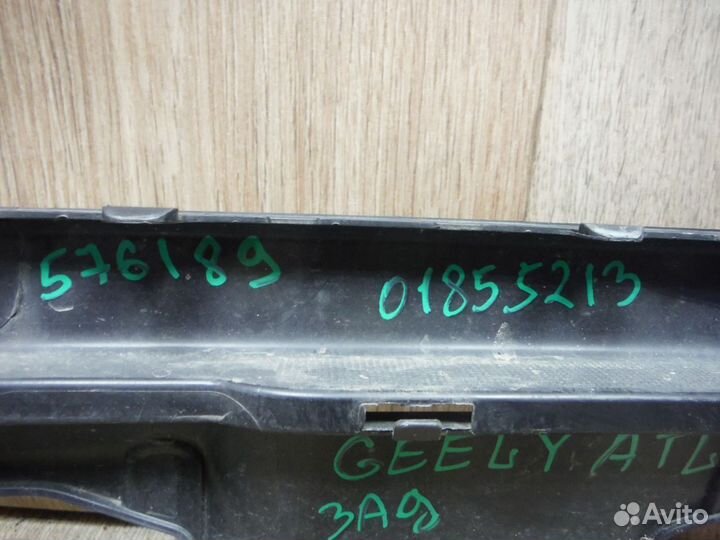 576189
01855213
GEELY ATL
ЗАД
Avito